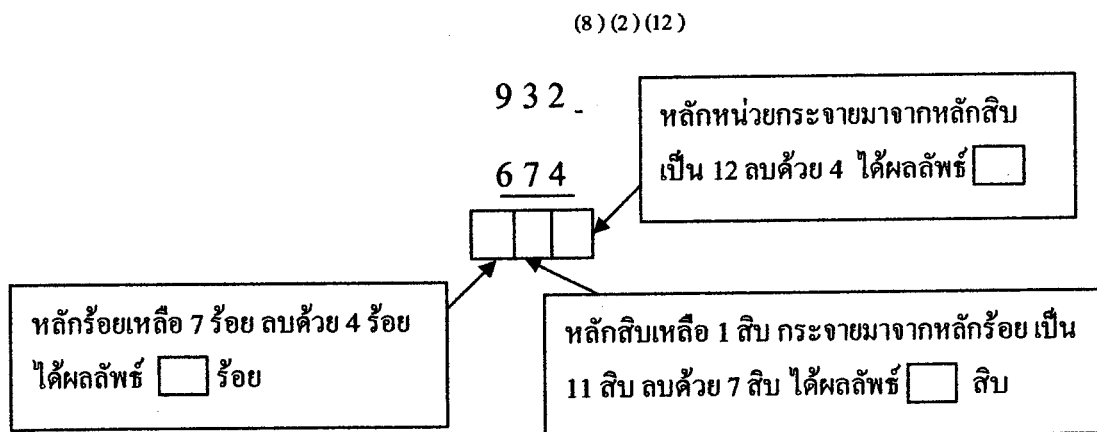 (8)(2)(12)
932 -
674
หลักหน่วยกระจายมาจากหลักสิบ
เป็น 12 ลบด้วย 4 ได้ผลลัพธ์
หลักร้อยเหลือ 7 ร้อย ลบด้วย 4 ร้อย
ได้ผลลัพธ์ ร้อย
หลักสิบเหลือ 1 สิบ กระจายมาจากหลักร้อย เป็น
11 สิบ ลบด้วย 7 สิบ ได้ผลลัพธ์ สิบ